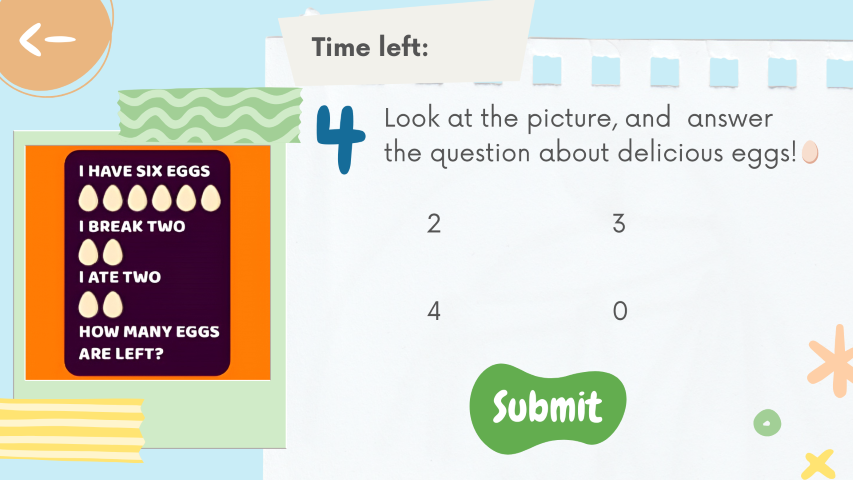 Time left:
4
Look at the picture, and answer
the question about delicious eggs!
I HAVE SIX EGGS
I BREAK TWO
I ATE TWO
HOW MANY EGGS
ARE LEFT?
2
3
4
0
Submit